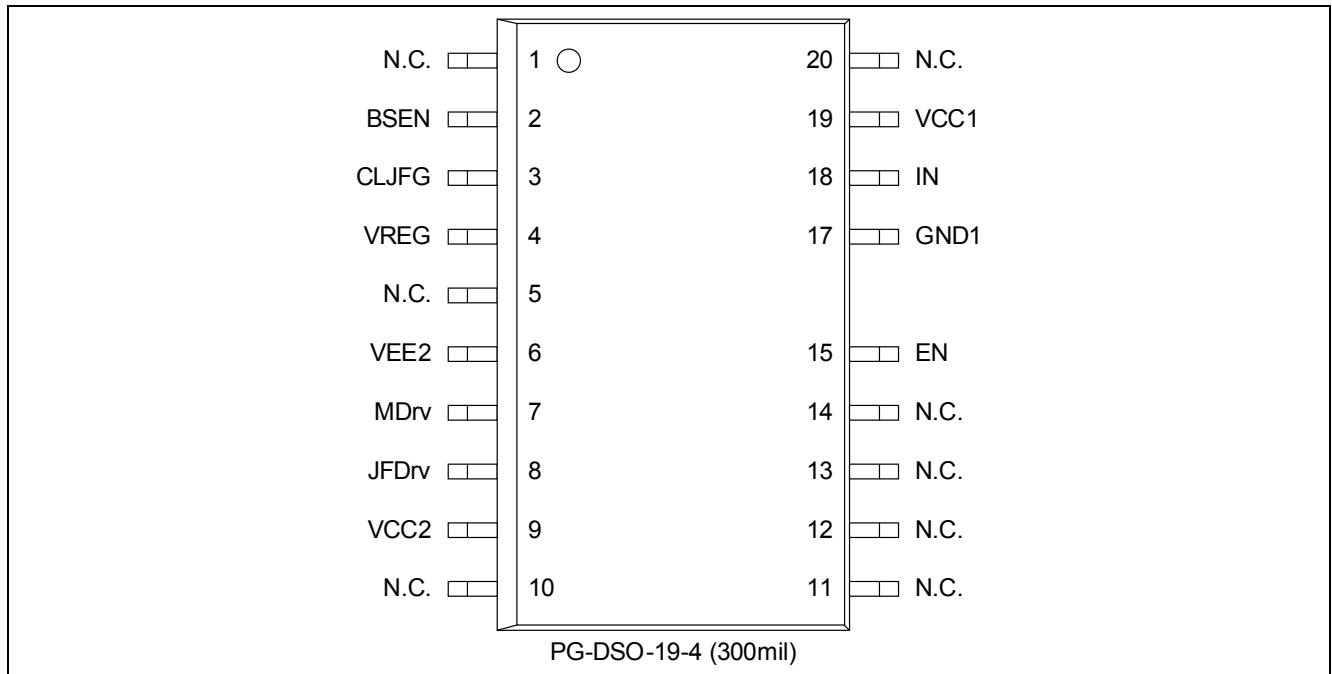 N.C. 1 20 N.C.
BSEN 2 19 VCC1
CLJFG 3 18 IN
VREG 4 17 GND1
N.C. 5
VEE2 6 15 EN
MDrv 7 14 N.C.
JFDrv 8 13 N.C.
VCC2 9 12 N.C.
N.C. 10 11 N.C.
PG-DSO-19-4 (300mil)